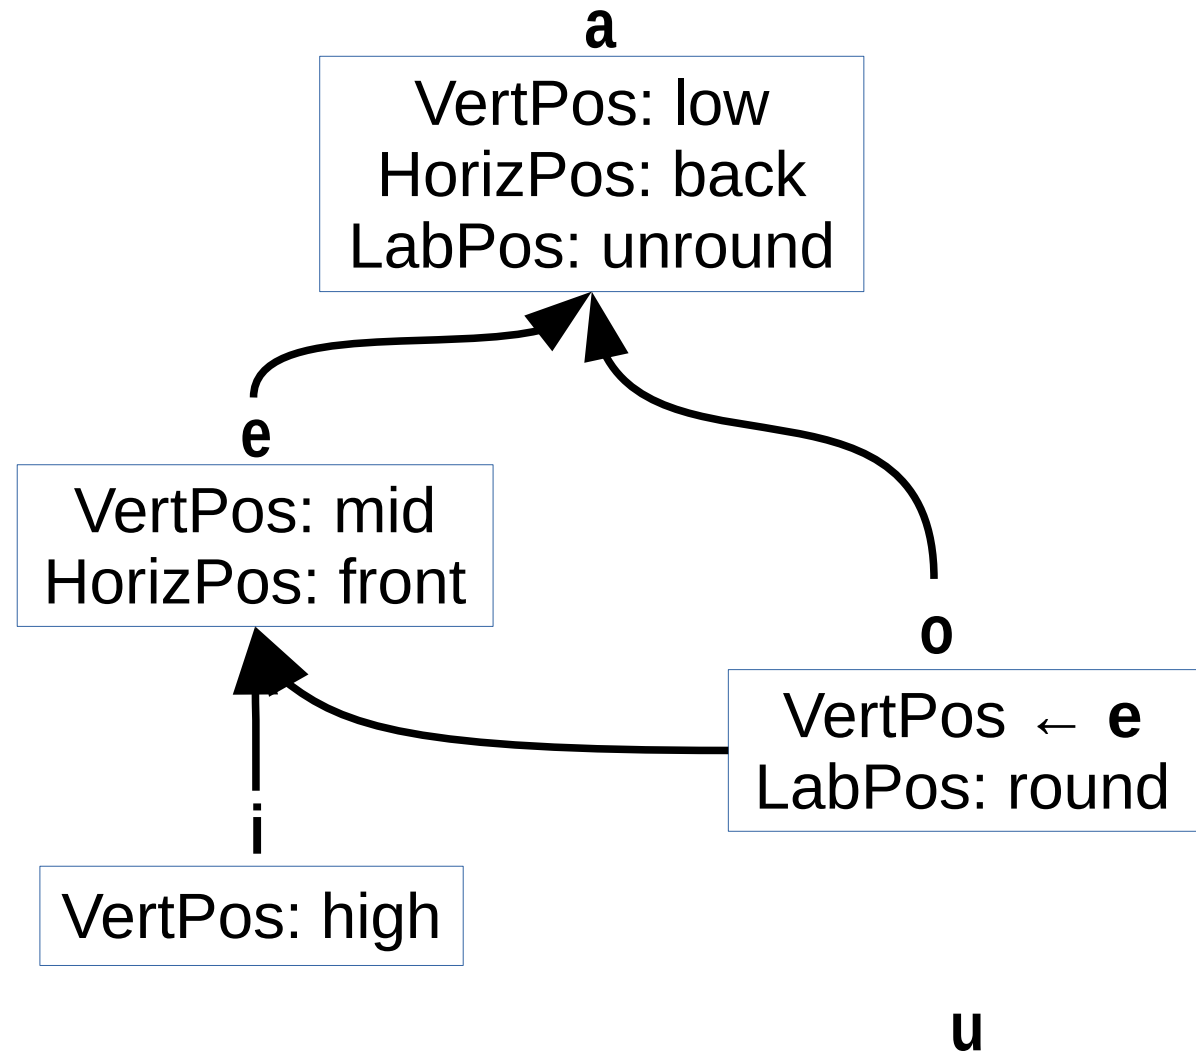 a
VertPos: low
HorizPos: back
LabPos: unround
e
VertPos: mid
HorizPos: front
o
VertPos ← e
LabPos: round
i
VertPos: high
u